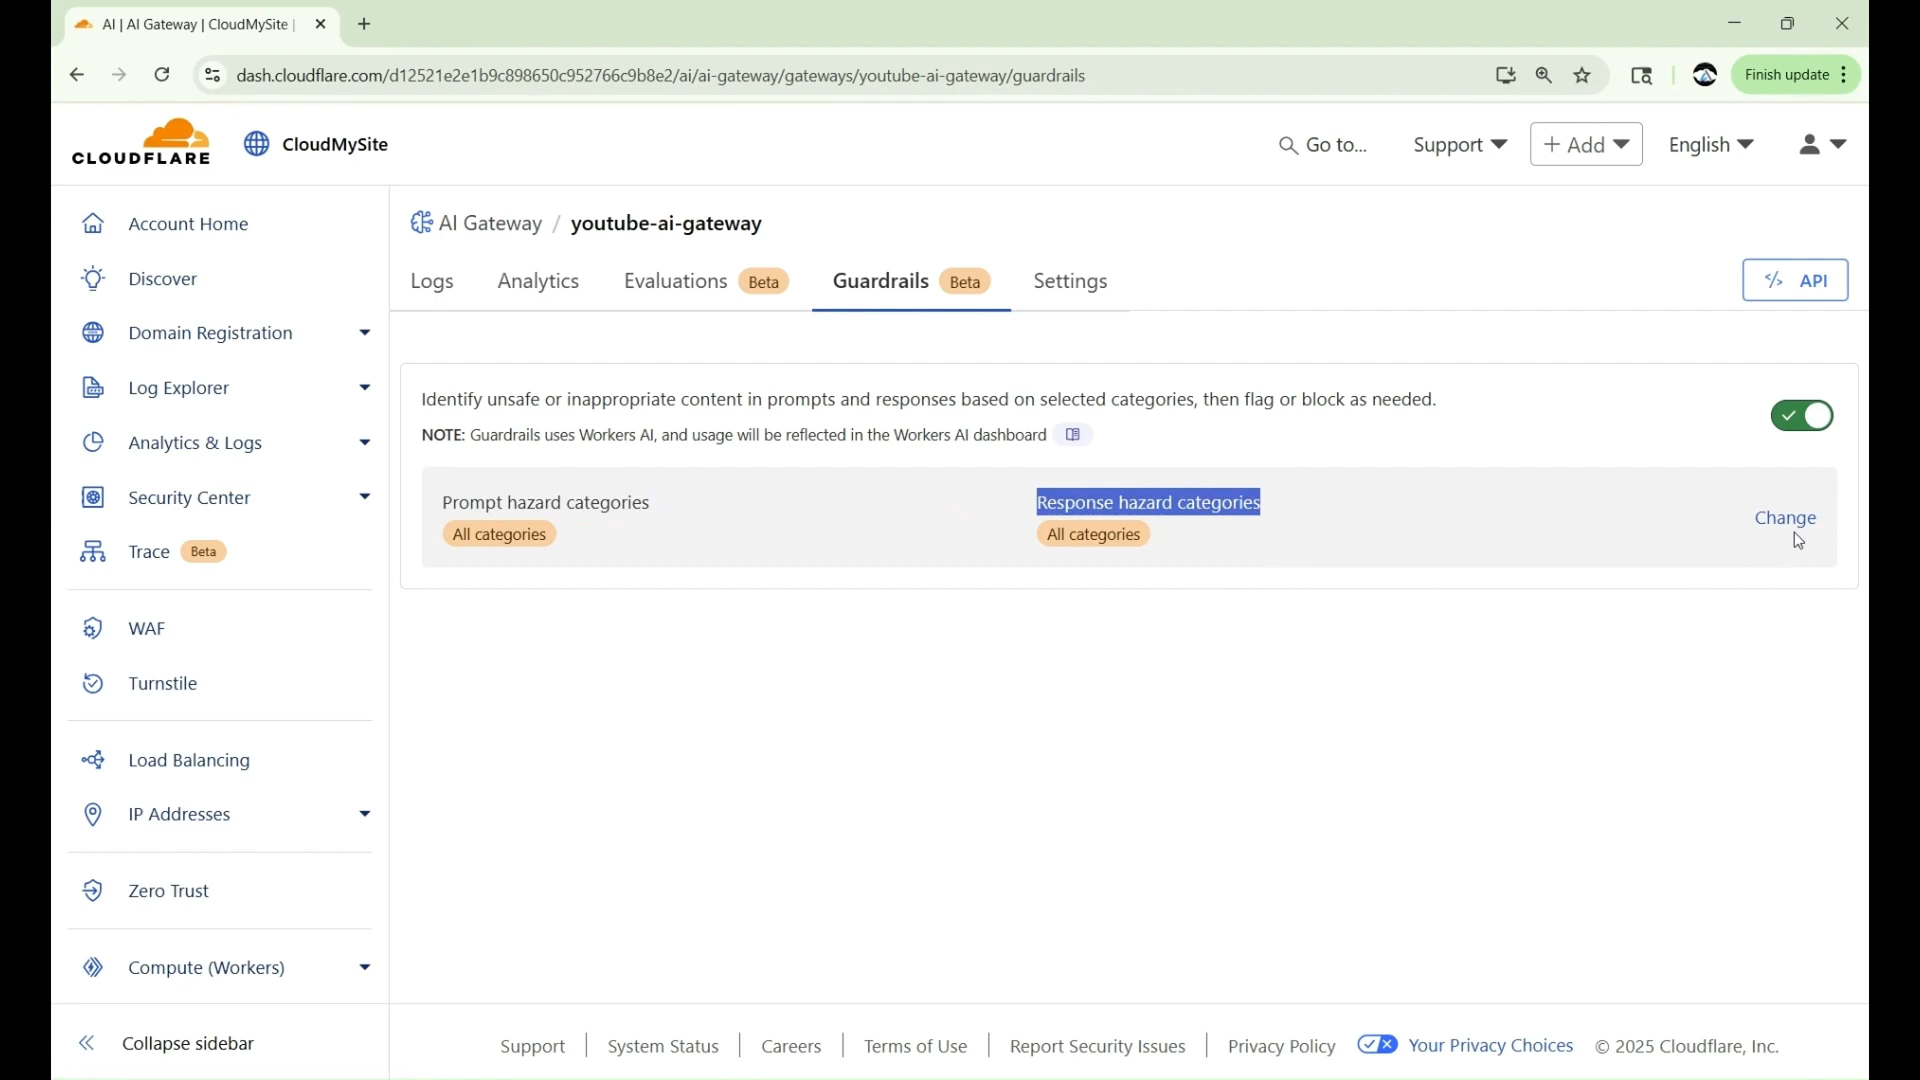 AI | AI Gateway | CloudMySite |
dash.cloudflare.com/d12521e2e1b9c898650c952766c9b8e2/ai/ai-gateway/gateways/youtube-ai-gateway/guardrails
Finish update
CLOUDFLARE
CloudMySite
Go to...
Support
+ Add
English
Account Home
Discover
Domain Registration
Log Explorer
Analytics & Logs
Security Center
Trace Beta
WAF
Turnstile
Load Balancing
IP Addresses
Zero Trust
Compute (Workers)
Collapse sidebar
AI Gateway / youtube-ai-gateway
Logs
Analytics
Evaluations Beta
Guardrails Beta
Settings
</> API
Identify unsafe or inappropriate content in prompts and responses based on selected categories, then flag or block as needed.
NOTE: Guardrails uses Workers AI, and usage will be reflected in the Workers AI dashboard
Prompt hazard categories
All categories
Response hazard categories
All categories
Change
Support
System Status
Careers
Terms of Use
Report Security Issues
Privacy Policy
Your Privacy Choices
© 2025 Cloudflare, Inc.